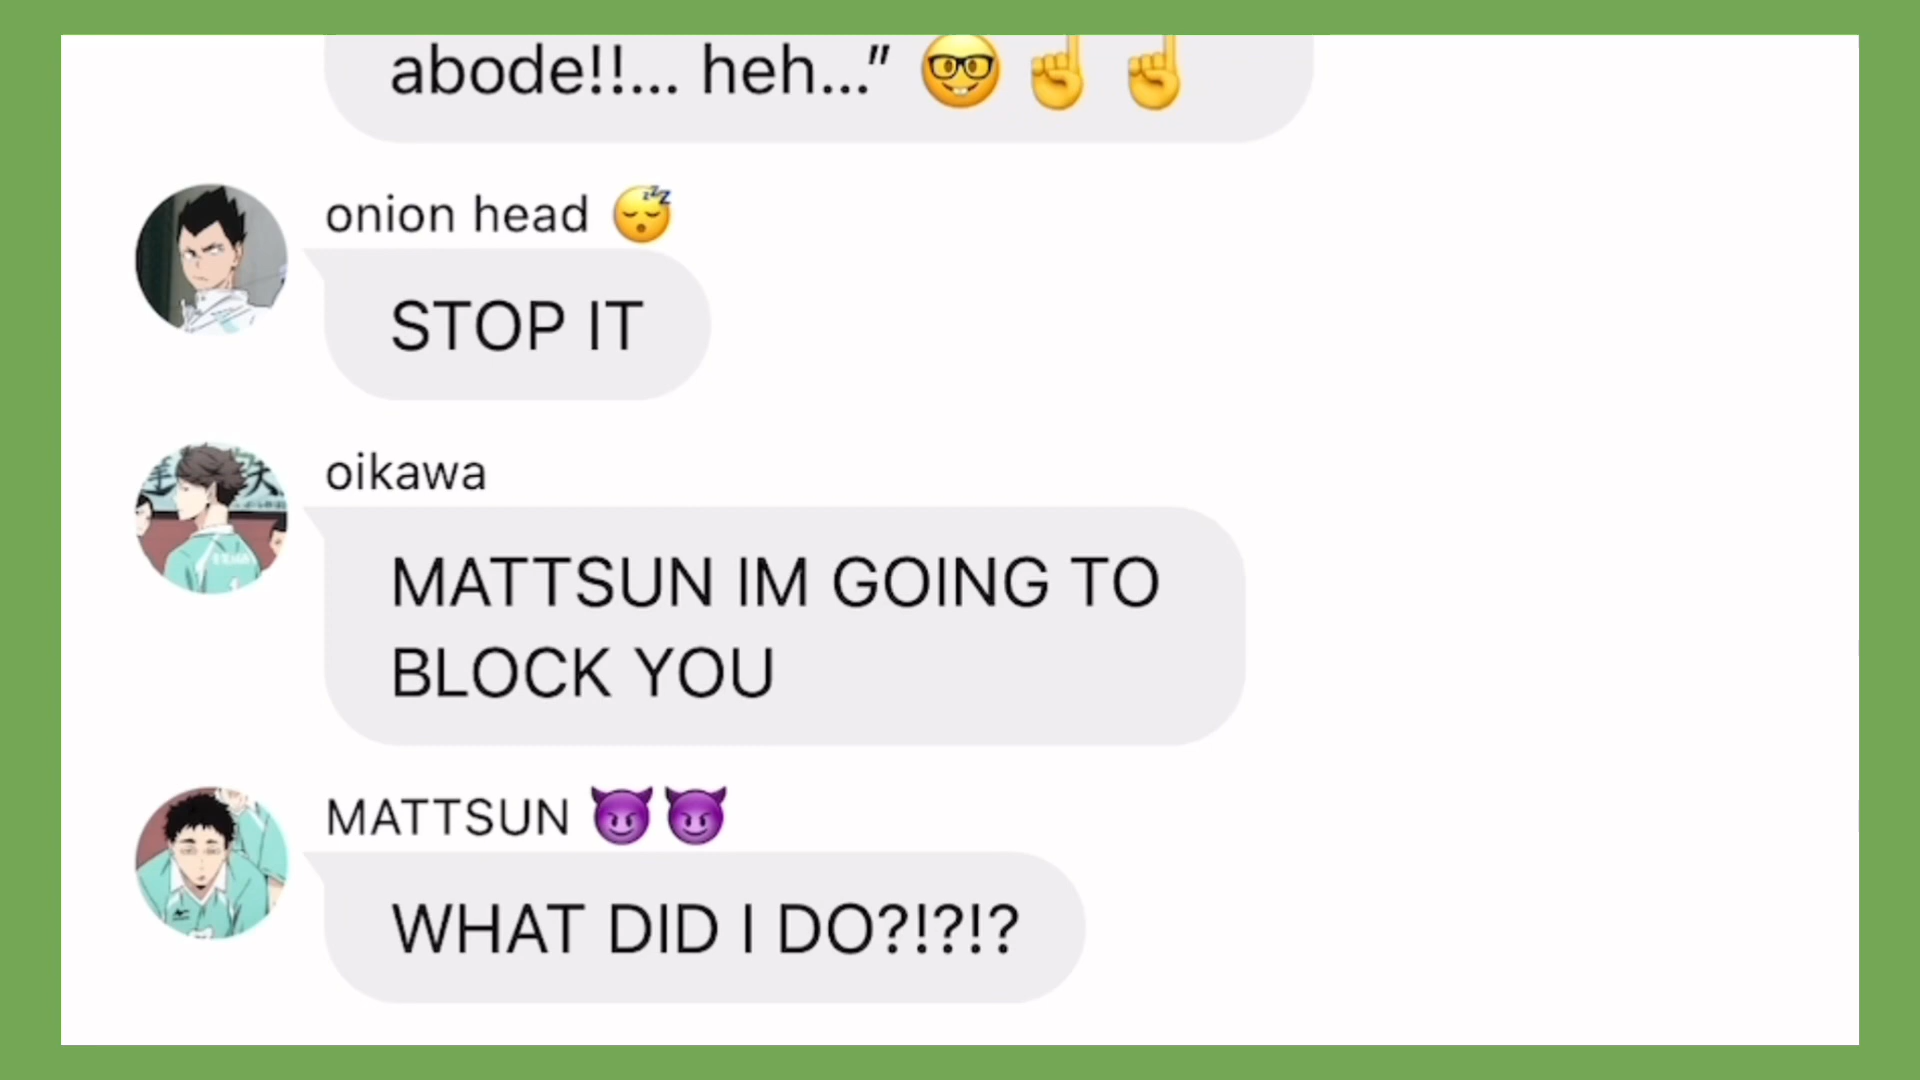 abode!!... heh...” 🤓☝️☝️
onion head 😴
STOP IT
oikawa
MATTSUN IM GOING TO
BLOCK YOU
MATTSUN 😈😈
WHAT DID I DO?!?!?